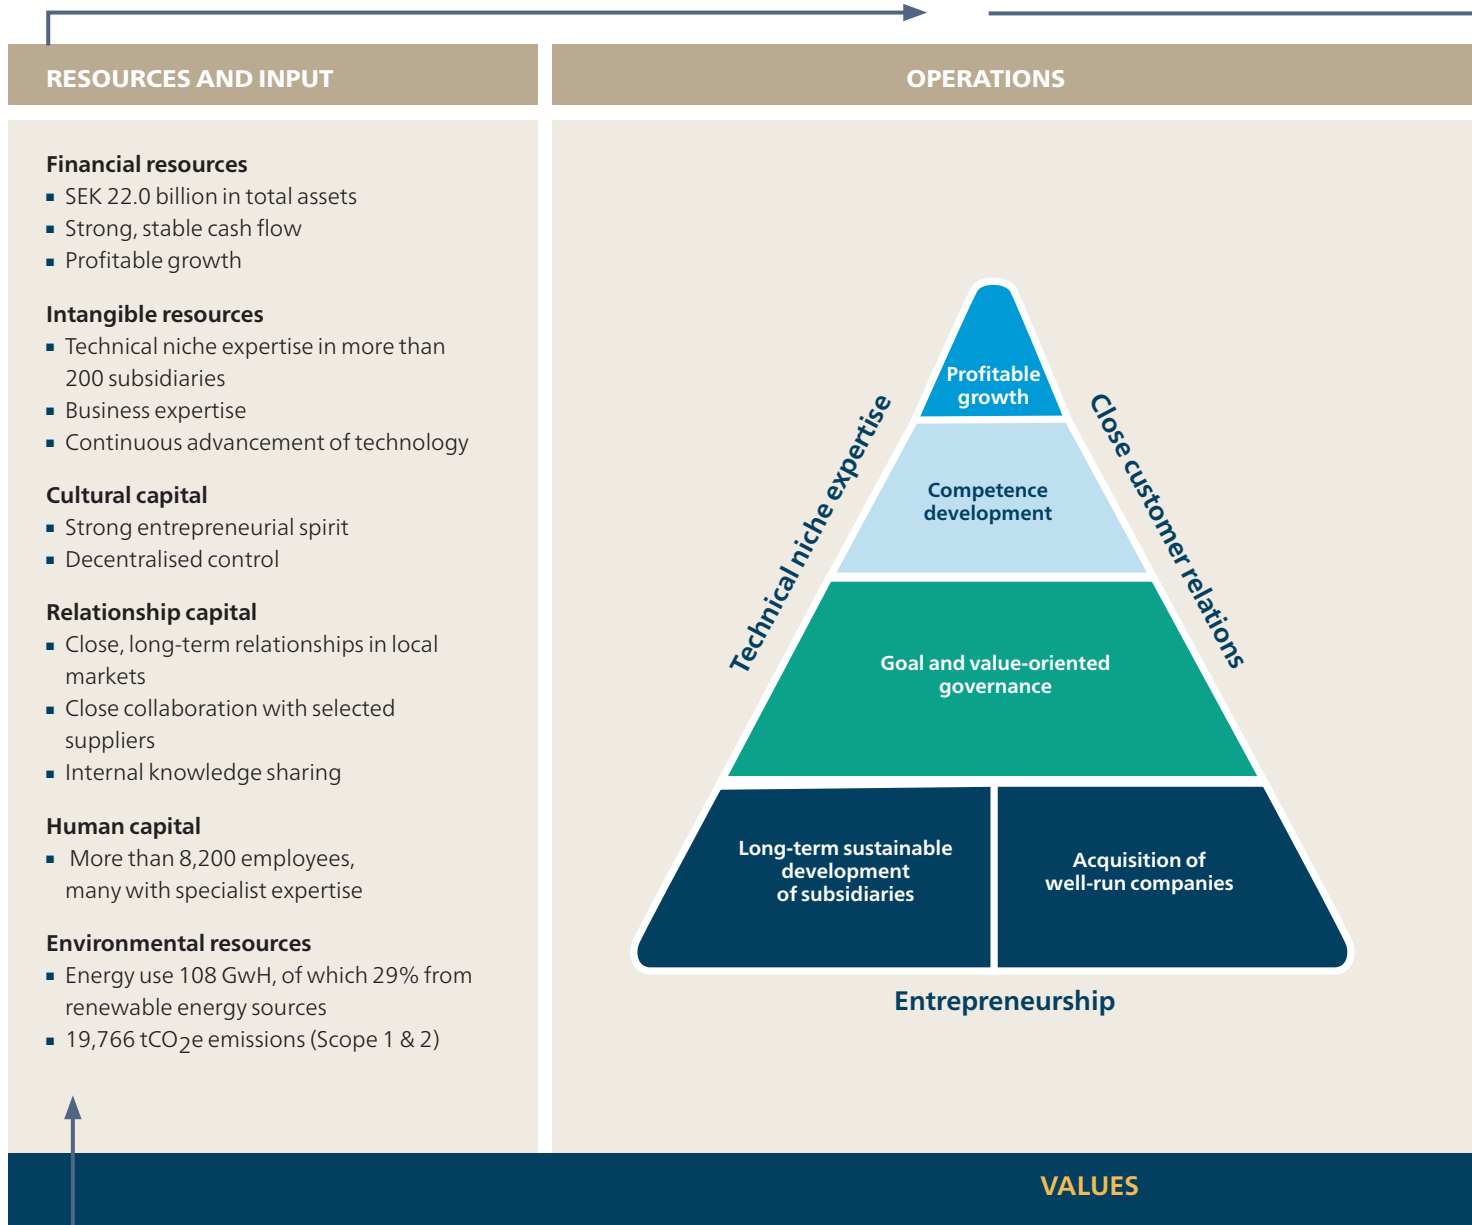 RESOURCES AND INPUT
Financial resources
▪ SEK 22.0 billion in total assets
▪ Strong, stable cash flow
▪ Profitable growth
Intangible resources
▪ Technical niche expertise in more than
200 subsidiaries
▪ Business expertise
▪ Continuous advancement of technology
Cultural capital
▪ Strong entrepreneurial spirit
▪ Decentralised control
Relationship capital
▪ Close, long-term relationships in local
markets
▪ Close collaboration with selected
suppliers
▪ Internal knowledge sharing
Human capital
▪ More than 8,200 employees,
many with specialist expertise
Environmental resources
▪ Energy use 108 GwH, of which 29% from
renewable energy sources
▪ 19,766 tCO2e emissions (Scope 1 & 2)
OPERATIONS
Technical niche expertise
Close customer relations
Profitable
growth
Competence
development
Goal and value-oriented
governance
Long-term sustainable
development
of subsidiaries
Acquisition of
well-run companies
Entrepreneurship
VALUES